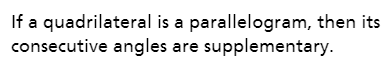 If a quadrilateral is a parallelogram, then its
consecutive angles are supplementary.